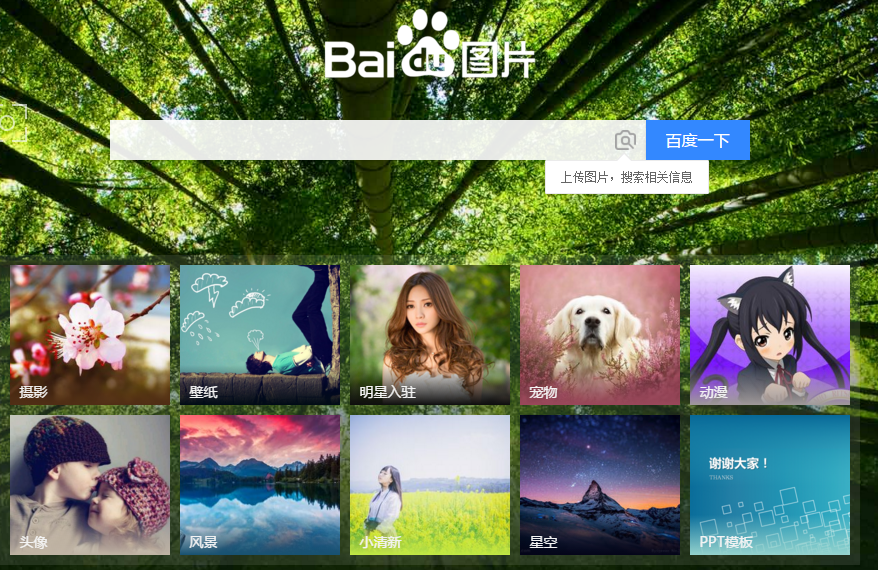 Bai du 图片
百度一下
上传图片，搜索相关信息
摄影
壁纸
明星入驻
宠物
动漫
头像
风景
小清新
星空
谢谢大家！
THANKS
PPT模板